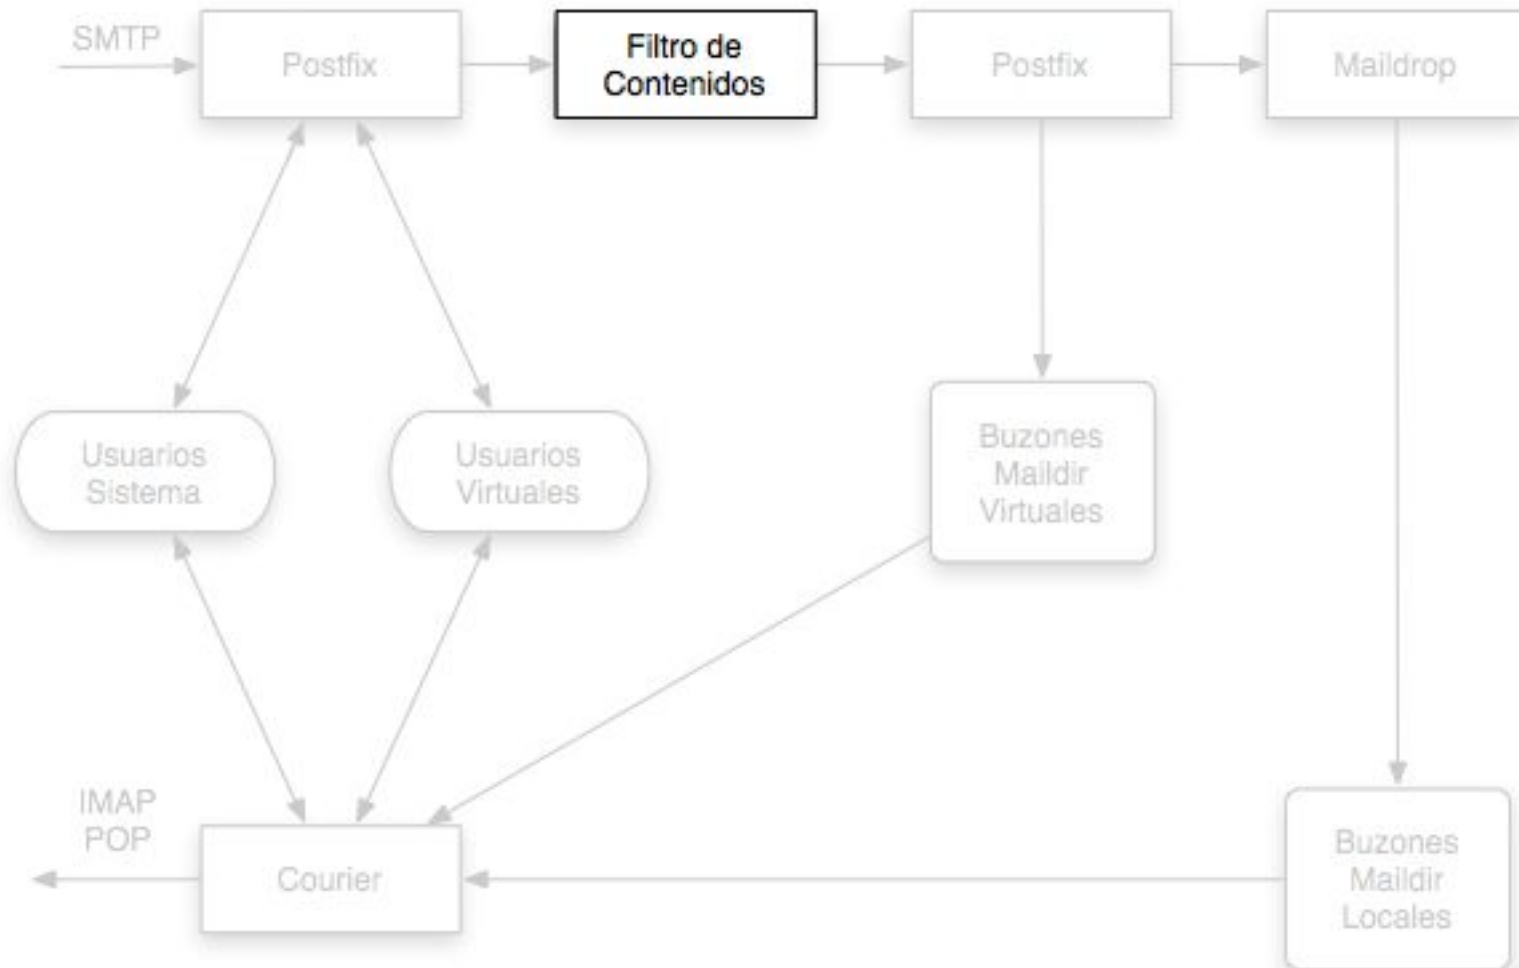 SMTP
Postfix
Filtro de
Contenidos
Postfix
Maildrop
Usuarios
Sistema
Usuarios
Virtuales
Buzones
Maildir
Virtuales
IMAP
POP
Courier
Buzones
Maildir
Locales